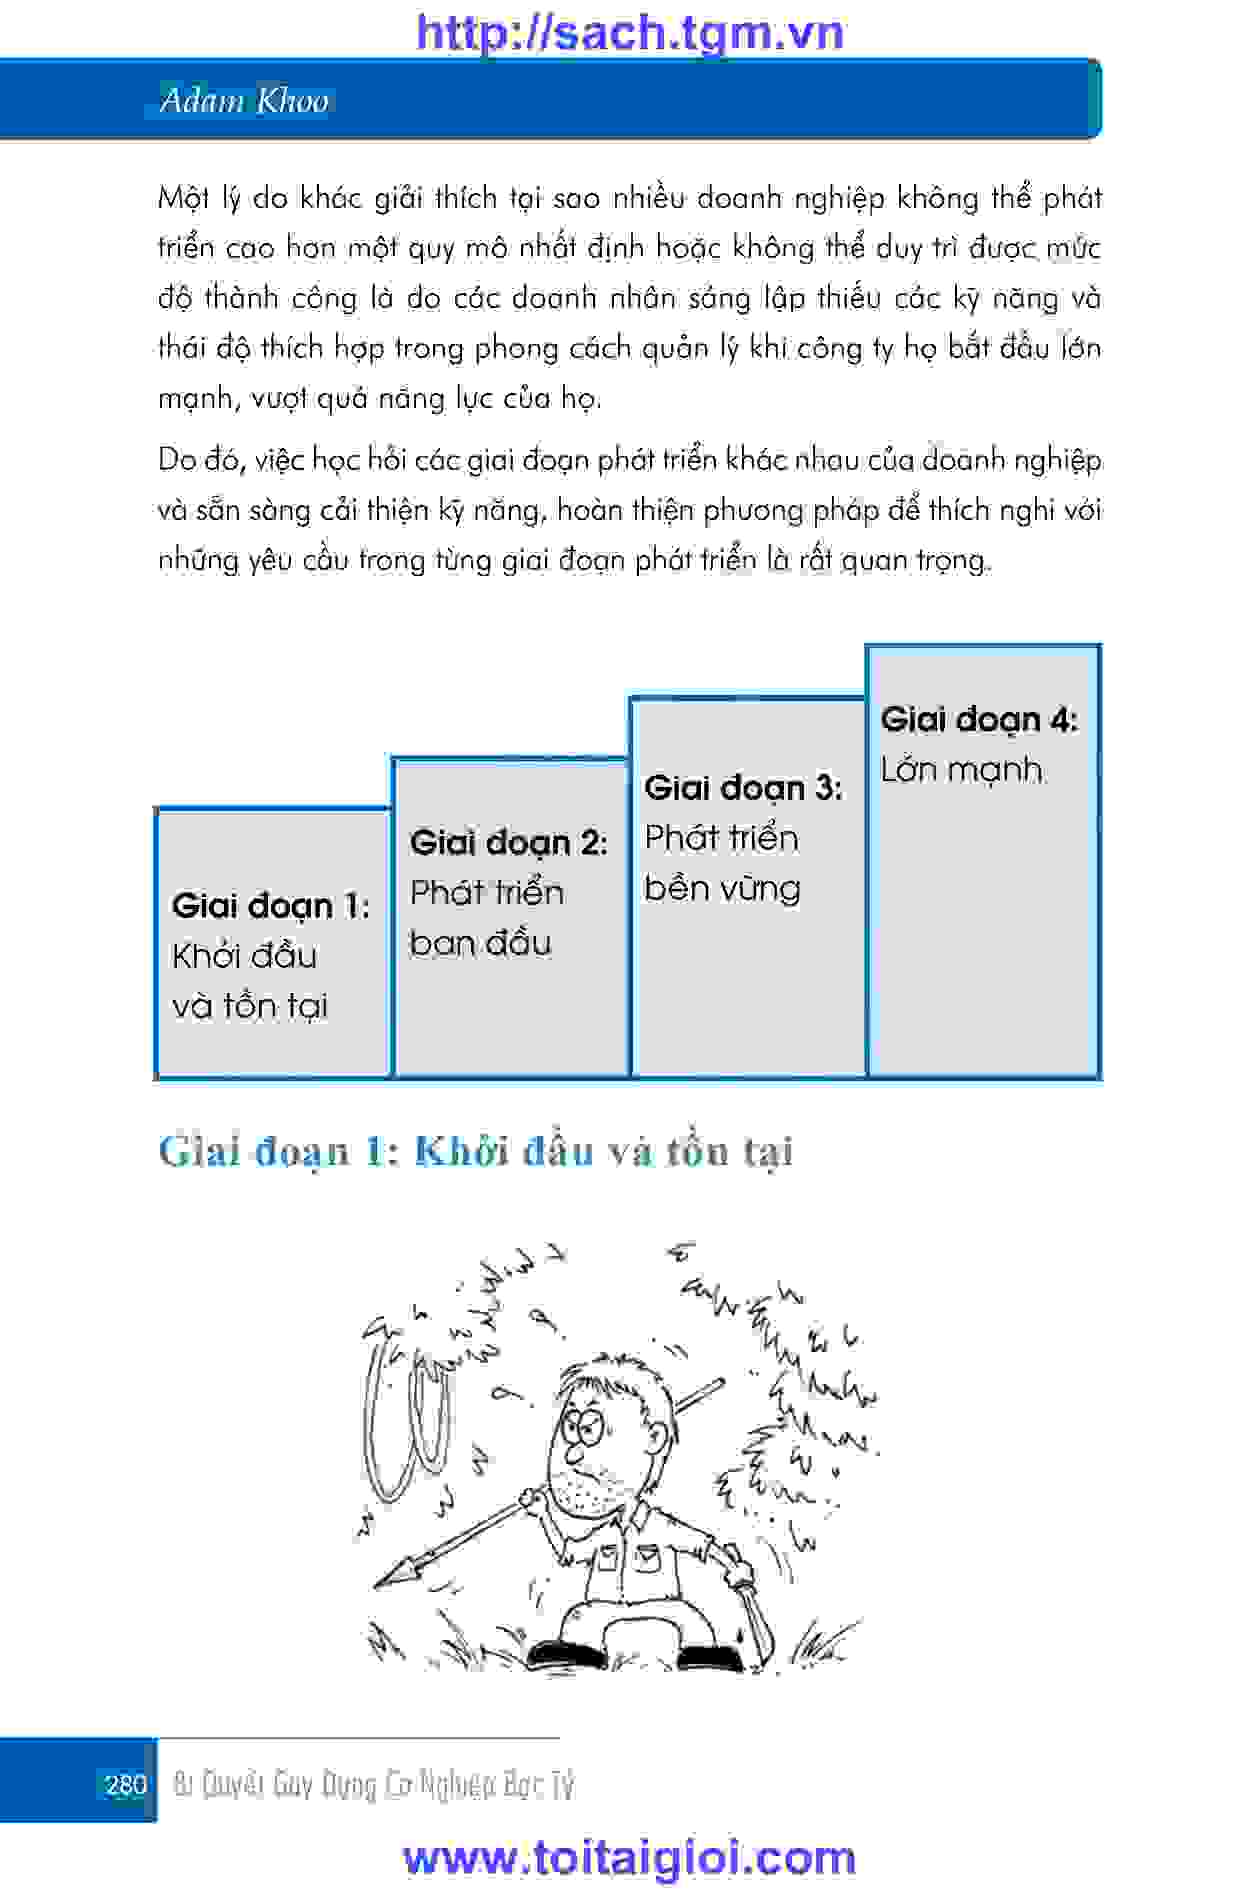 http://sach.tgm.vn
Adam Khoo
Một lý do khác giải thích tại sao nhiều doanh nghiệp không thể phát
triển cao hơn một quy mô nhất định hoặc không thể duy trì được mức
độ thành công là do các doanh nhân sáng lập thiếu các kỹ năng và
thái độ thích hợp trong phong cách quản lý khi công ty họ bắt đầu lớn
mạnh, vượt quá năng lực của họ.
Do đó, việc học hỏi các giai đoạn phát triển khác nhau của doanh nghiệp
và sẵn sàng cải thiện kỹ năng, hoàn thiện phương pháp để thích nghi với
những yêu cầu trong từng giai đoạn phát triển là rất quan trọng.
Giai đoạn 1:
Khởi đầu
và tồn tại
Giai đoạn 2:
Phát triển
ban đầu
Giai đoạn 3:
Phát triển
bền vững
Giai đoạn 4:
Lớn mạnh
Giai đoạn 1: Khởi đầu và tồn tại
280
Bí Quyết Gây Dựng Cơ Nghiệp Bạc Tỷ
www.toitaigioi.com